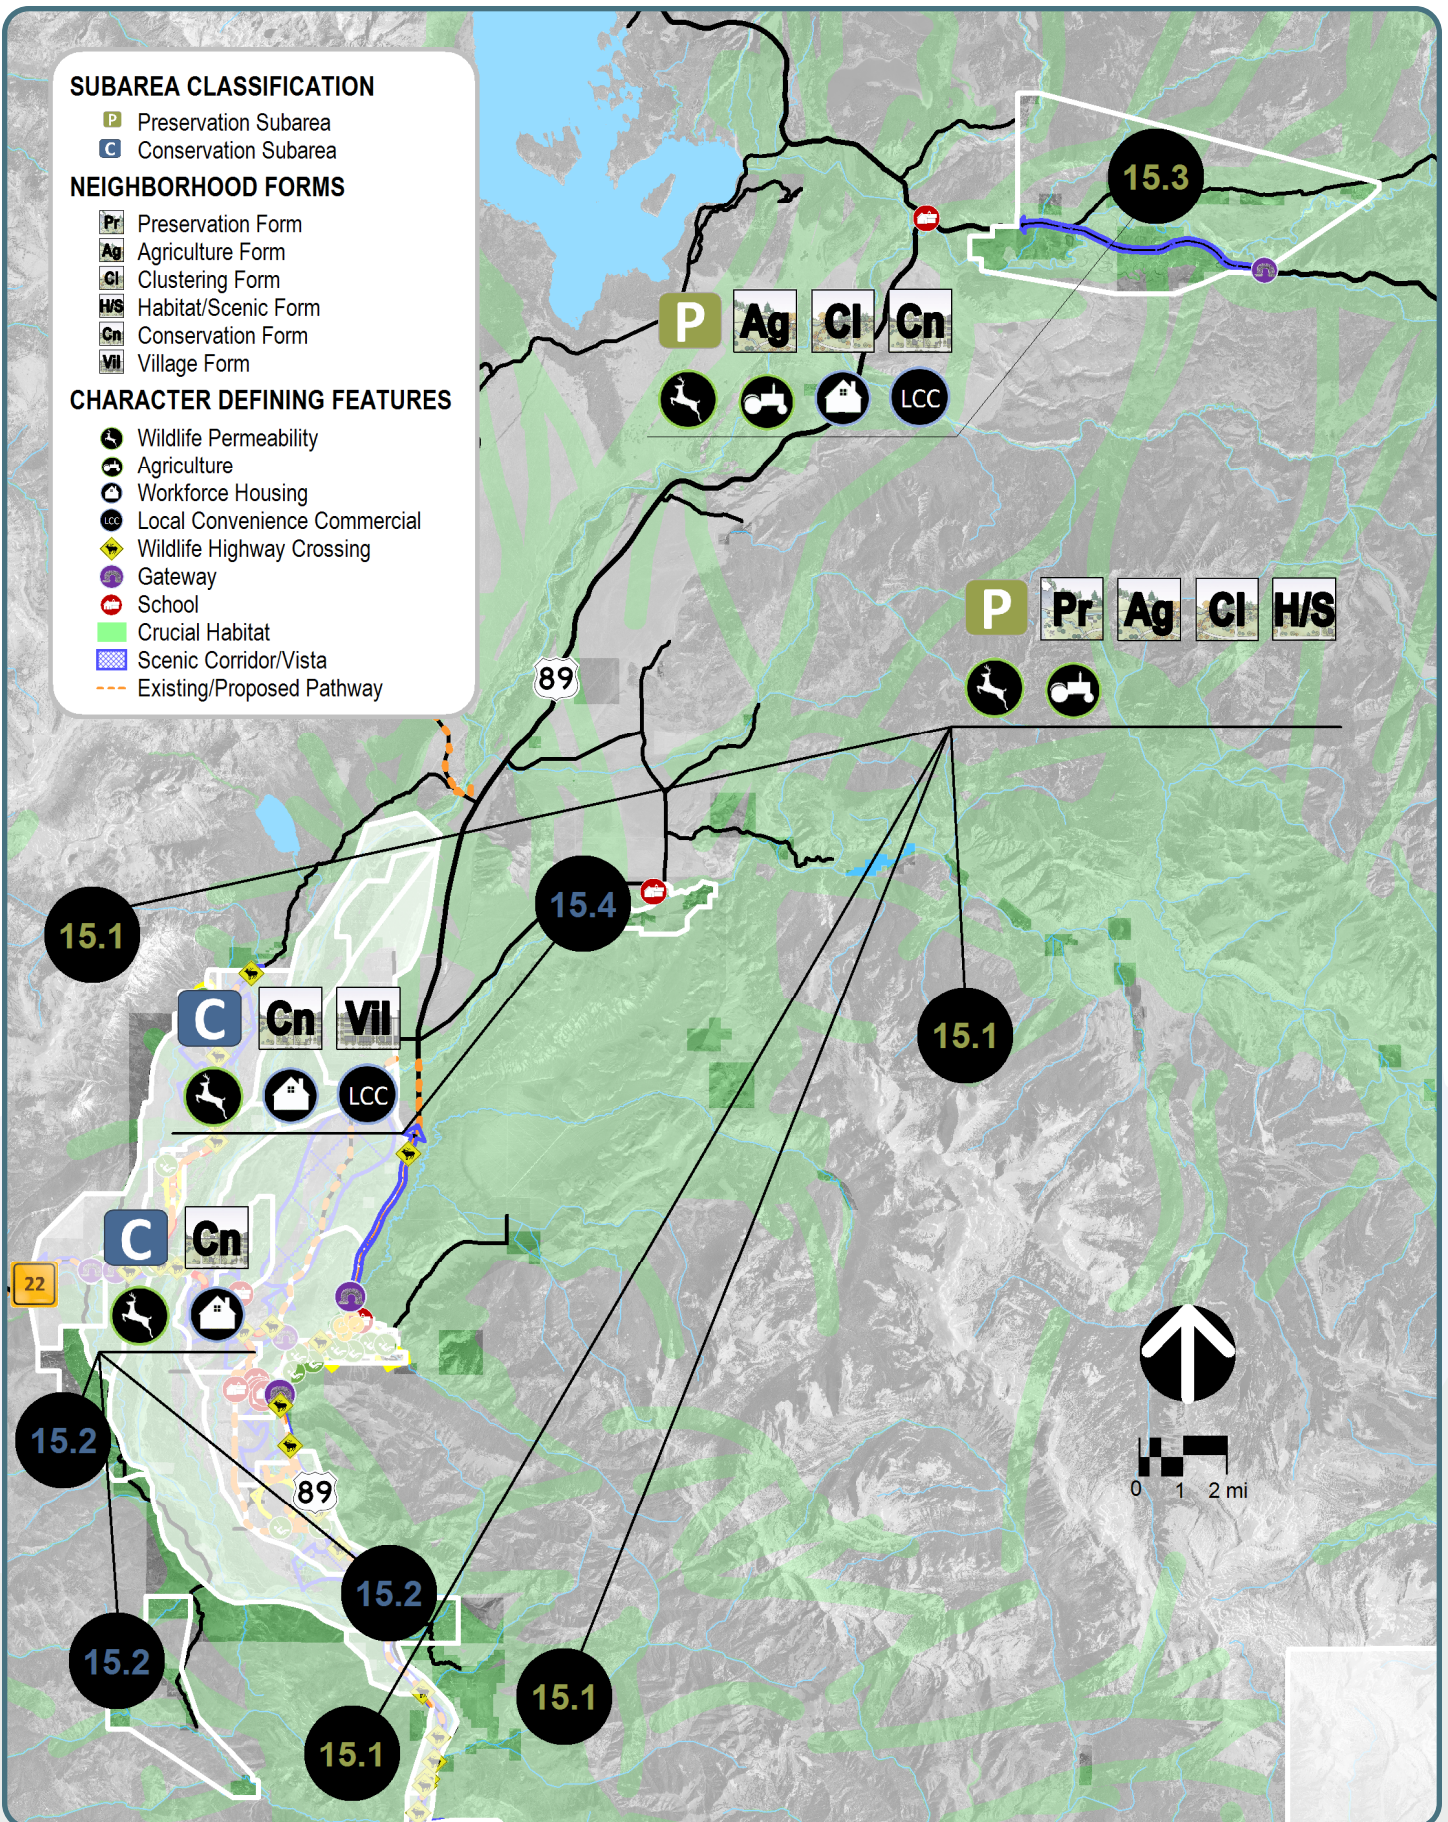 SUBAREA CLASSIFICATION
P Preservation Subarea
C Conservation Subarea
NEIGHBORHOOD FORMS
Pr Preservation Form
Ag Agriculture Form
Cl Clustering Form
H/S Habitat/Scenic Form
Cn Conservation Form
Vil Village Form
CHARACTER DEFINING FEATURES
Wildlife Permeability
Agriculture
Workforce Housing
LCC Local Convenience Commercial
Wildlife Highway Crossing
Gateway
School
Crucial Habitat
Scenic Corridor/Vista
Existing/Proposed Pathway
15.3
P Ag Cl Cn
LCC
P Pr Ag Cl H/S
89
15.4
15.1
15.1
C Cn Vil
LCC
C Cn
22
15.2
89
0 1 2 mi
15.2
15.2
15.1
15.1